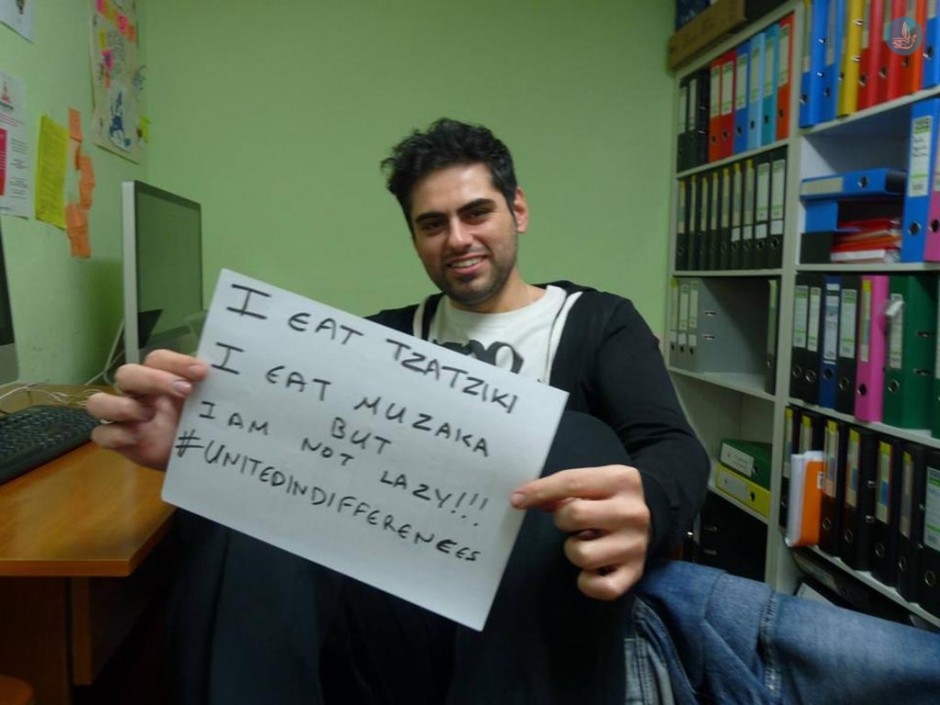 I EAT TZATZIKI
I EAT MUZAKA
BUT
I AM NOT LAZY!!!
#UNITEDINDIFFERENCES